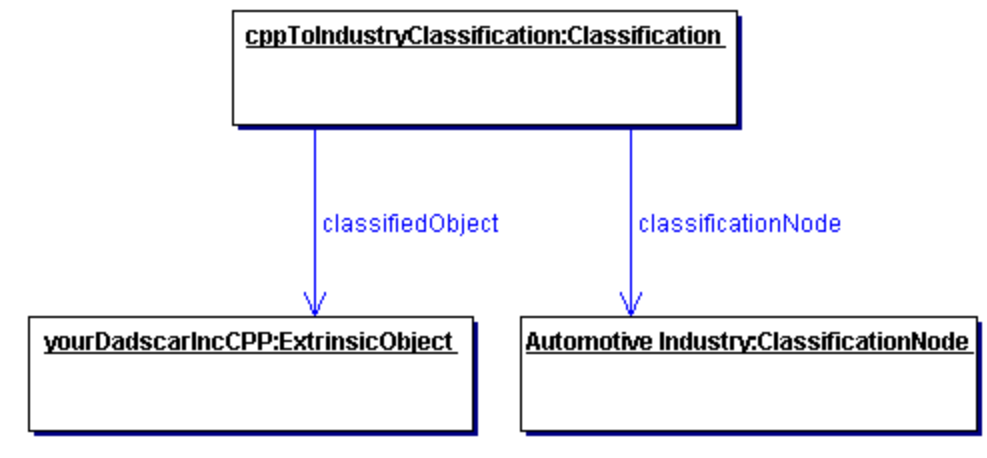 cppToIndustryClassification:Classification
classifiedObject
classificationNode
yourDadscarIncCPP:ExtrinsicObject
Automotive Industry:ClassificationNode